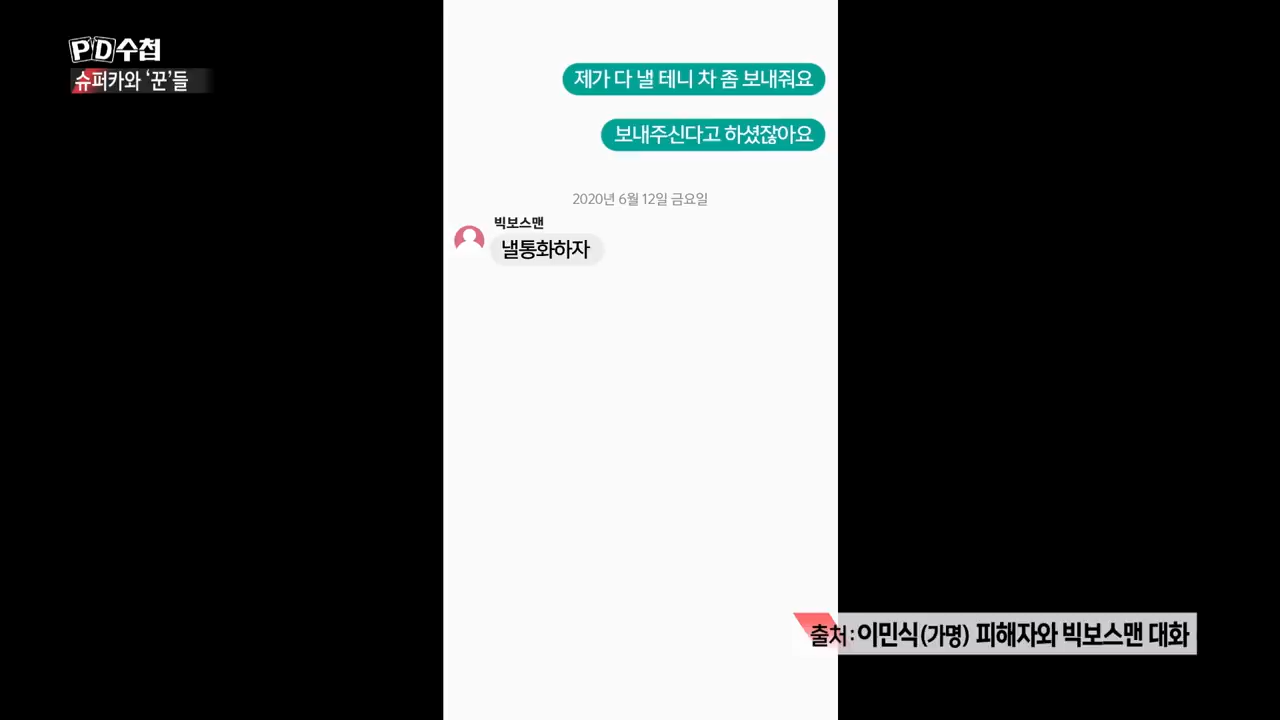 PD수첩
슈퍼카와 '꾼'들
제가 다 낼 테니 차 좀 보내줘요
보내주신다고 하셨잖아요
2020년 6월 12일 금요일
빅보스맨
낼통화하자
출처:이민식(가명) 피해자와 빅보스맨 대화